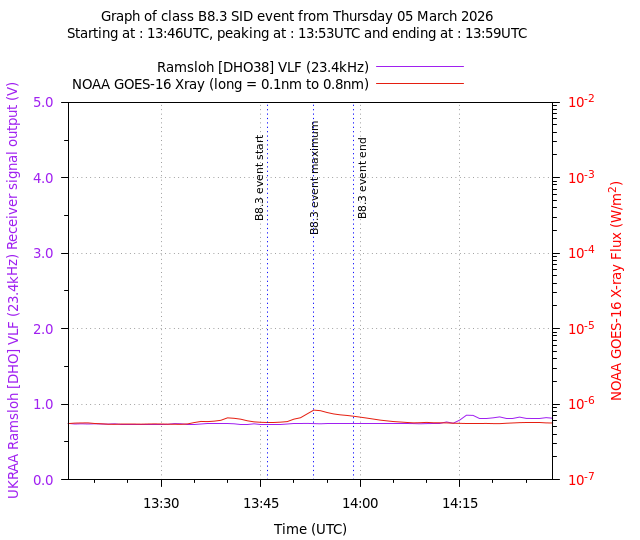 Graph of class B8.3 SID event from Thursday 05 March 2026
Starting at : 13:46UTC, peaking at : 13:53UTC and ending at : 13:59UTC
Ramsloh [DHO38] VLF (23.4kHz)
NOAA GOES-16 Xray (long = 0.1nm to 0.8nm)
UKRAA Ramsloh [DHO] VLF (23.4kHz) Receiver signal output (V)
5.0
4.0
3.0
2.0
1.0
0.0
B8.3 event start
B8.3 event maximum
B8.3 event end
10-2
10-3
10-4
10-5
10-6
10-7
NOAA GOES-16 X-ray Flux (W/m2)
13:30
13:45
14:00
14:15
Time (UTC)